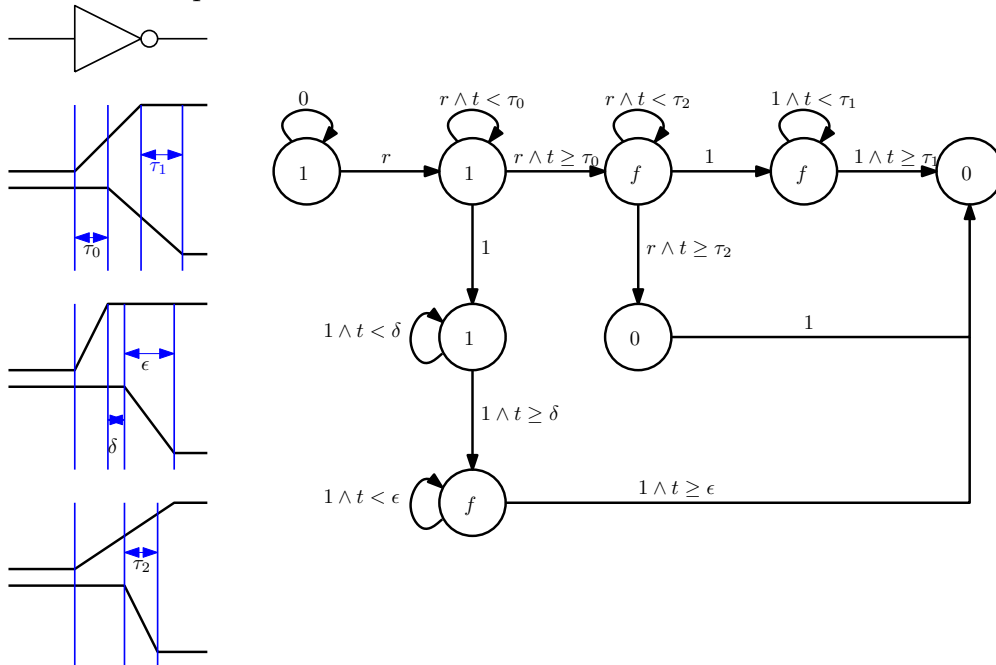 0
r ∧ t < τ₀
r ∧ t < τ₂
1 ∧ t < τ₁
1
r
1
r ∧ t ≥ τ₀
f
1
f
1 ∧ t ≥ τ₁
0
τ₁
τ₀
1
r ∧ t ≥ τ₂
1 ∧ t < δ
1
0
1
ϵ
δ
1 ∧ t ≥ δ
1 ∧ t < ϵ
f
1 ∧ t ≥ ϵ
τ₂